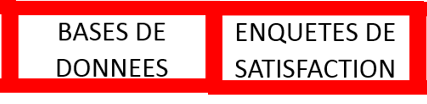 BASES DE
DONNEES
ENQUETES DE
SATISFACTION